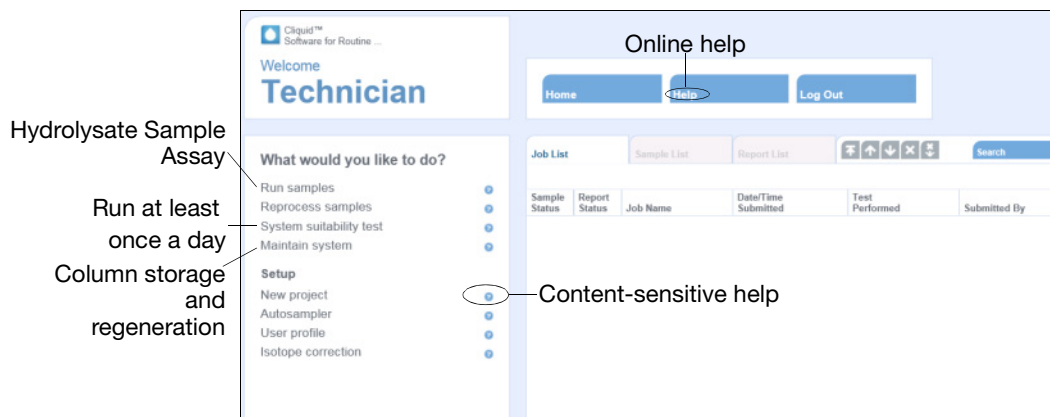 Cliquid™
Software for Routine ...
Welcome
Technician
Online help
Home
Help
Log Out
Hydrolysate Sample
Assay
Run at least
once a day
Column storage
and
regeneration
What would you like to do?
Run samples
Reprocess samples
System suitability test
Maintain system
Setup
New project
Autosampler
User profile
Isotope correction
Content-sensitive help
Job List
Sample List
Report List
Search
Sample
Status
Report
Status
Job Name
Date/Time
Submitted
Test
Performed
Submitted By